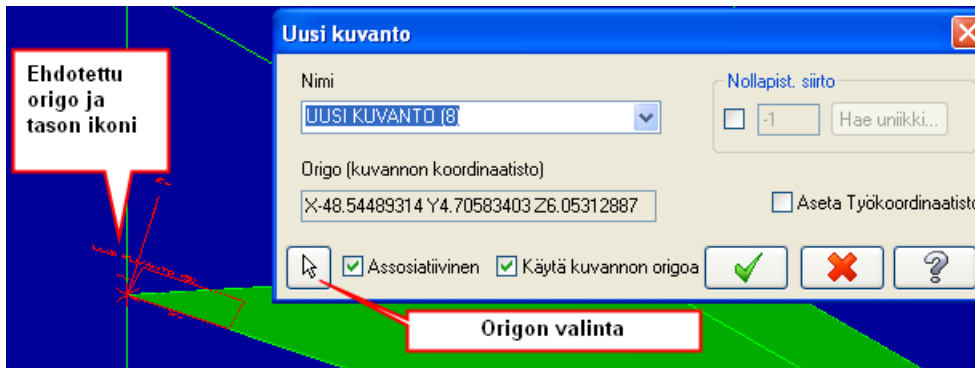 Uusi kuvanto
Ehdotettu
origo ja
tason ikoni
Nimi
UUSI KUVANTO (8)
Nollapist. siirto
-1
Hae uniikki...
Origo (kuvannon koordinaatisto)
X-48.54489314 Y4.70583403 Z6.05312887
Aseta Työkoordinaatisto
Assosiatiivinen
Käytä kuvannon origoa
Origon valinta